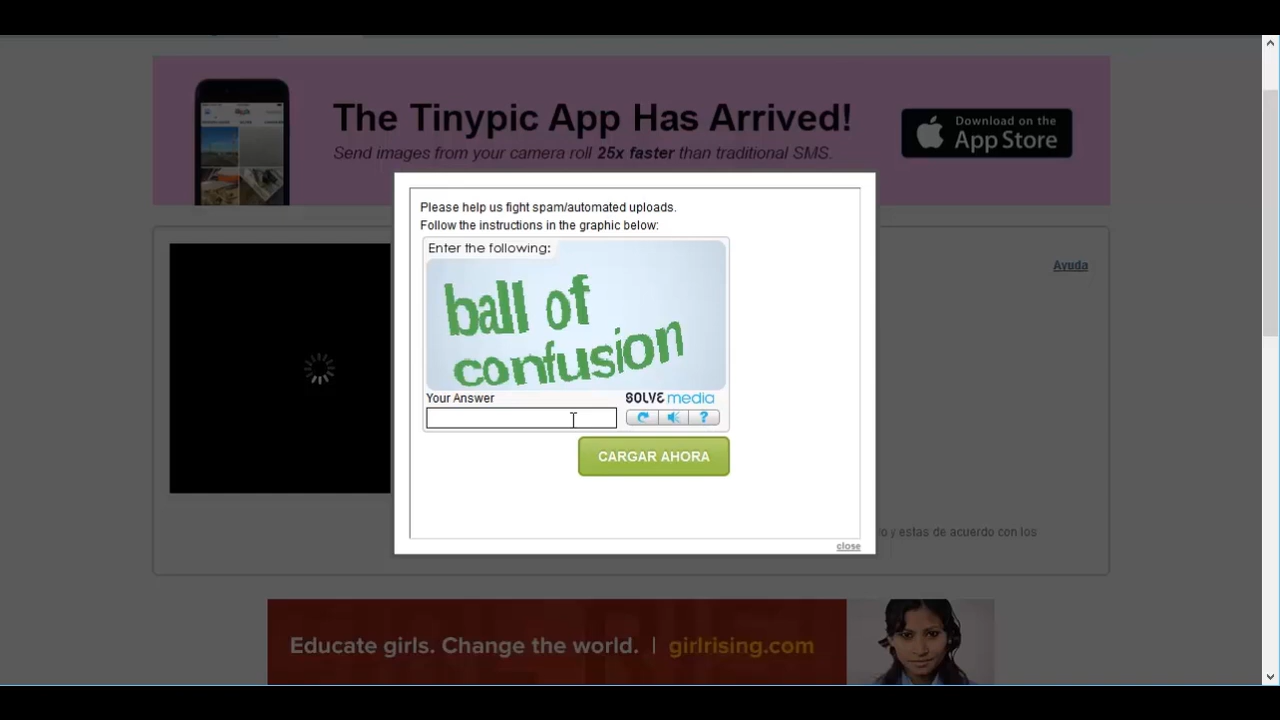 The Tinypic App Has Arrived!
Send images from your camera roll 25x faster than traditional SMS.
Download on the
App Store
Please help us fight spam/automated uploads.
Follow the instructions in the graphic below:
Enter the following:
ball of
confusion
Your Answer
SOLVE media
?
CARGAR AHORA
close
Ayuda
o y estas de acuerdo con los
Educate girls. Change the world. | girlrising.com